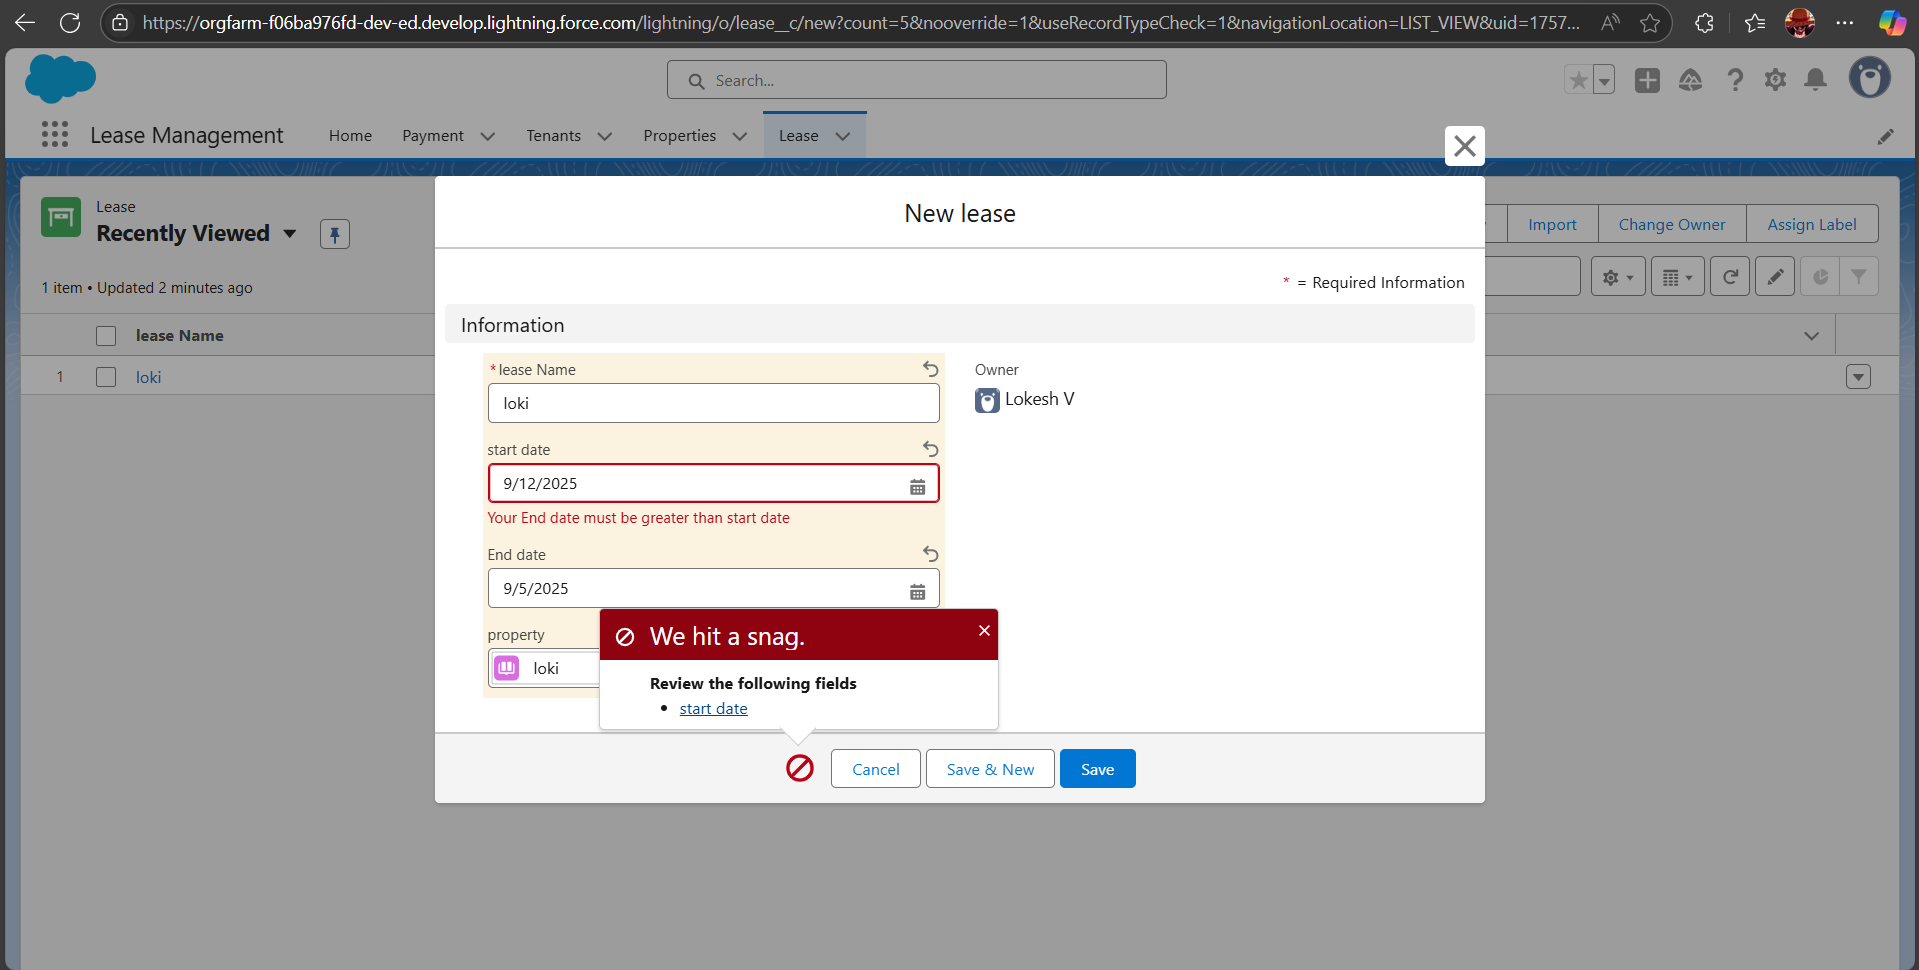 https://orgfarm-f06ba976fd-dev-ed.develop.lightning.force.com/lightning/o/lease__c/new?count=5&nooverride=1&useRecordTypeCheck=1&navigationLocation=LIST_VIEW&uid=1757...
Search...
Lease Management
Home
Payment
Tenants
Properties
Lease
Lease
Recently Viewed
Import
Change Owner
Assign Label
1 item • Updated 2 minutes ago
lease Name
1
loki
New lease
* = Required Information
Information
*lease Name
loki
Owner
Lokesh V
start date
9/12/2025
Your End date must be greater than start date
End date
9/5/2025
property
loki
We hit a snag.
Review the following fields
• start date
Cancel
Save & New
Save